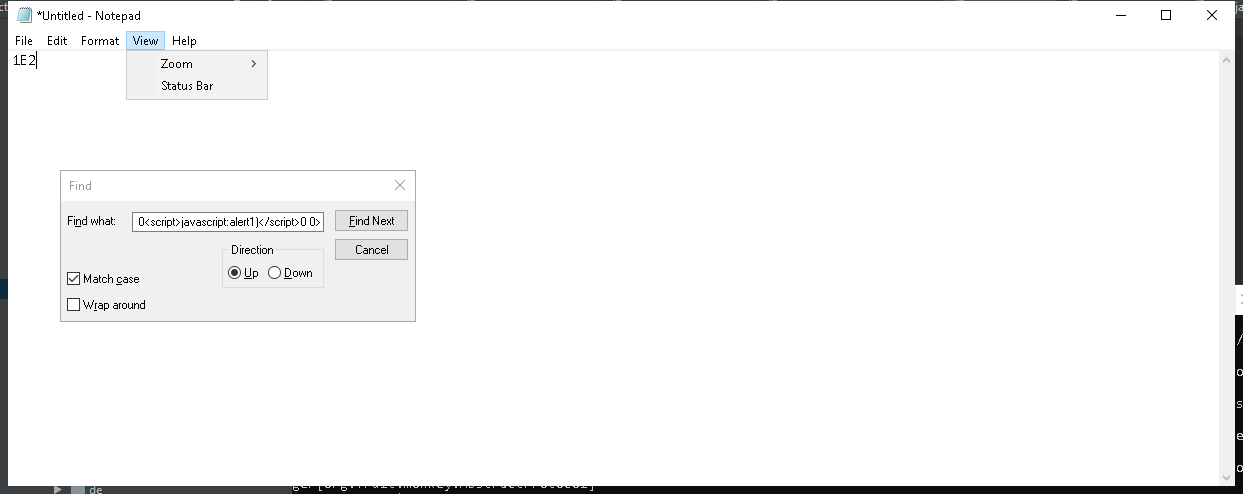 *Untitled - Notepad
File Edit Format View Help
1E2
Zoom
Status Bar
Find
Find what: 0<script>javascript:alert1)</script>0 0> Find Next
Direction Cancel
Up Down
Match case
Wrap around
de